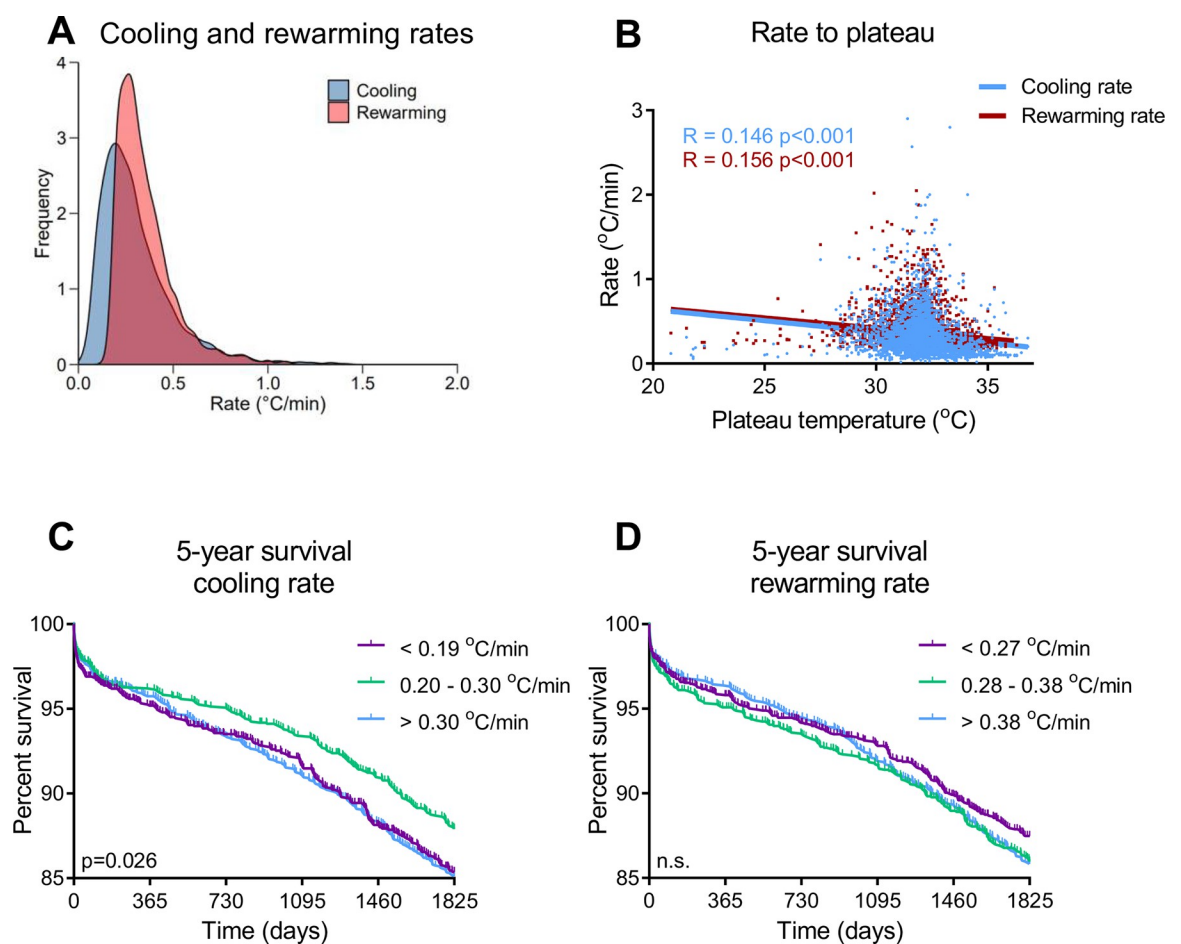 A Cooling and rewarming rates
4
3
2
1
0
Frequency
Cooling
Rewarming
0.0 0.5 1.0 1.5 2.0
Rate (°C/min)
B Rate to plateau
Cooling rate
Rewarming rate
R = 0.146 p<0.001
R = 0.156 p<0.001
3
2
1
0
Rate (°C/min)
20 25 30 35
Plateau temperature (°C)
C 5-year survival
cooling rate
100
95
90
85
Percent survival
< 0.19 °C/min
0.20 - 0.30 °C/min
> 0.30 °C/min
p=0.026
0 365 730 1095 1460 1825
Time (days)
D 5-year survival
rewarming rate
100
95
90
85
Percent survival
< 0.27 °C/min
0.28 - 0.38 °C/min
> 0.38 °C/min
n.s.
0 365 730 1095 1460 1825
Time (days)